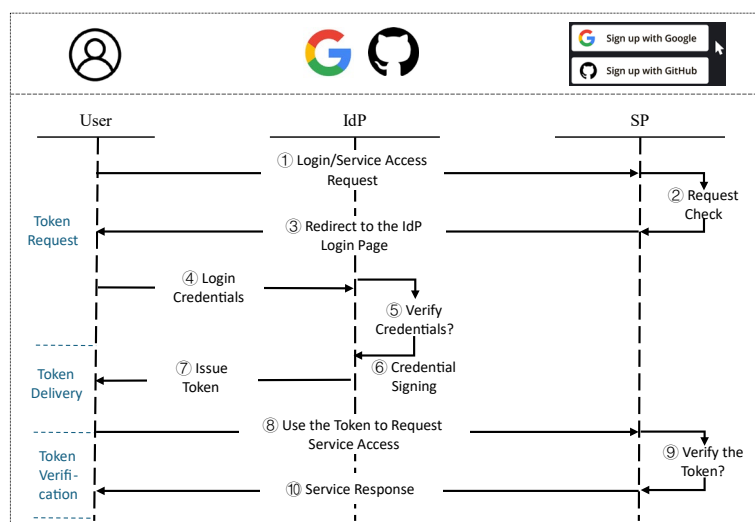 Sign up with Google
Sign up with GitHub
User
IdP
SP
① Login/Service Access
Request
② Request
Check
Token
Request
③ Redirect to the IdP
Login Page
④ Login
Credentials
⑤ Verify
Credentials?
⑥ Credential
Signing
Token
Delivery
⑦ Issue
Token
⑧ Use the Token to Request
Service Access
Token
Verifi-
cation
⑨ Verify the
Token?
⑩ Service Response